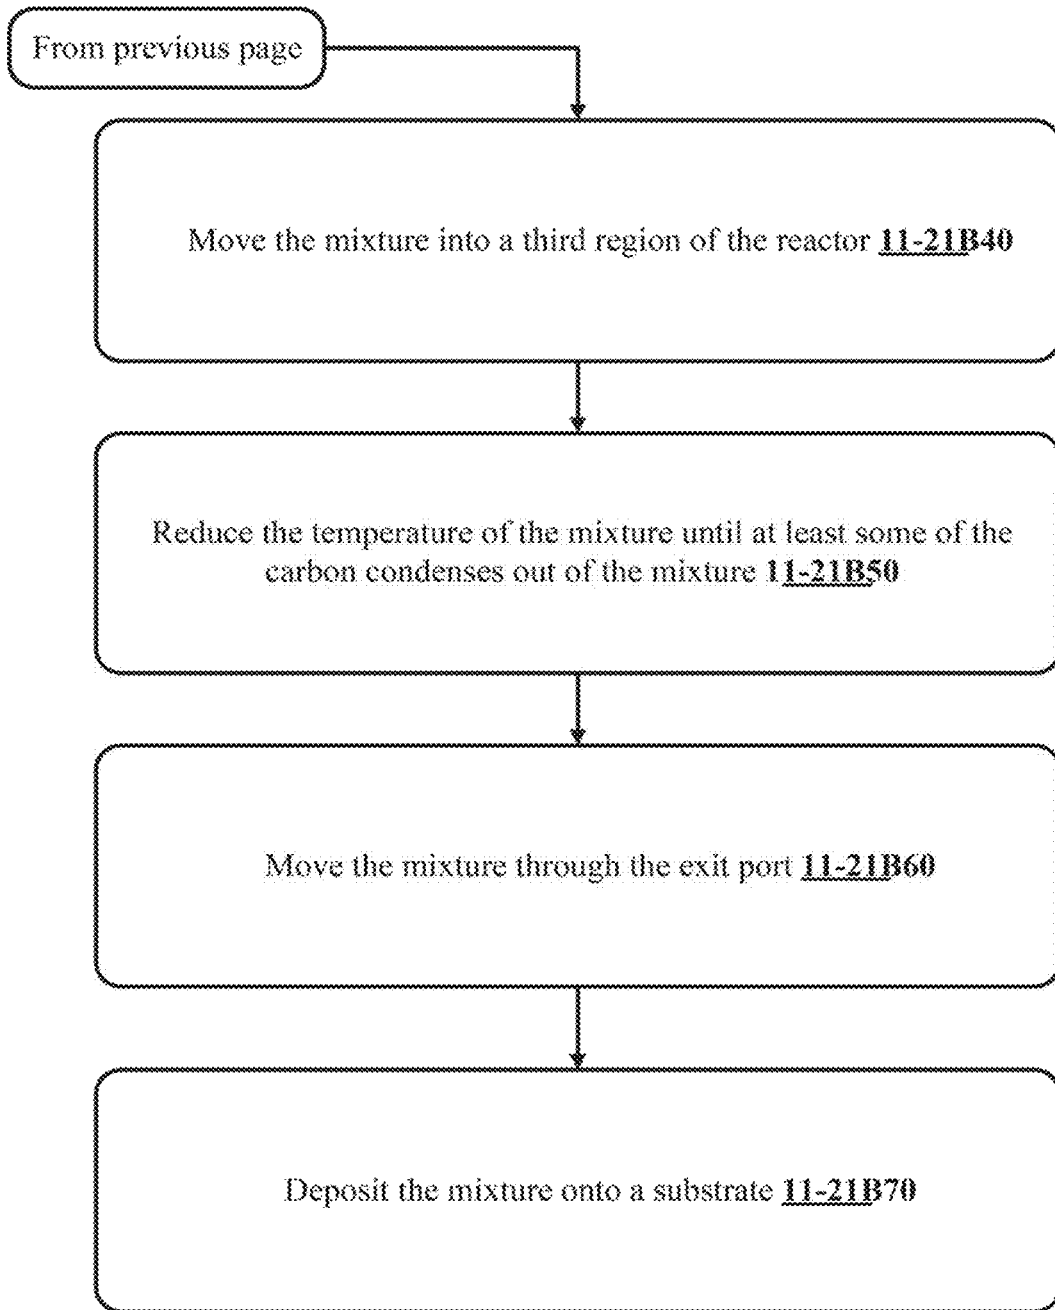 From previous page
Move the mixture into a third region of the reactor 11-21B40
Reduce the temperature of the mixture until at least some of the
carbon condenses out of the mixture 11-21B50
Move the mixture through the exit port 11-21B60
Deposit the mixture onto a substrate 11-21B70